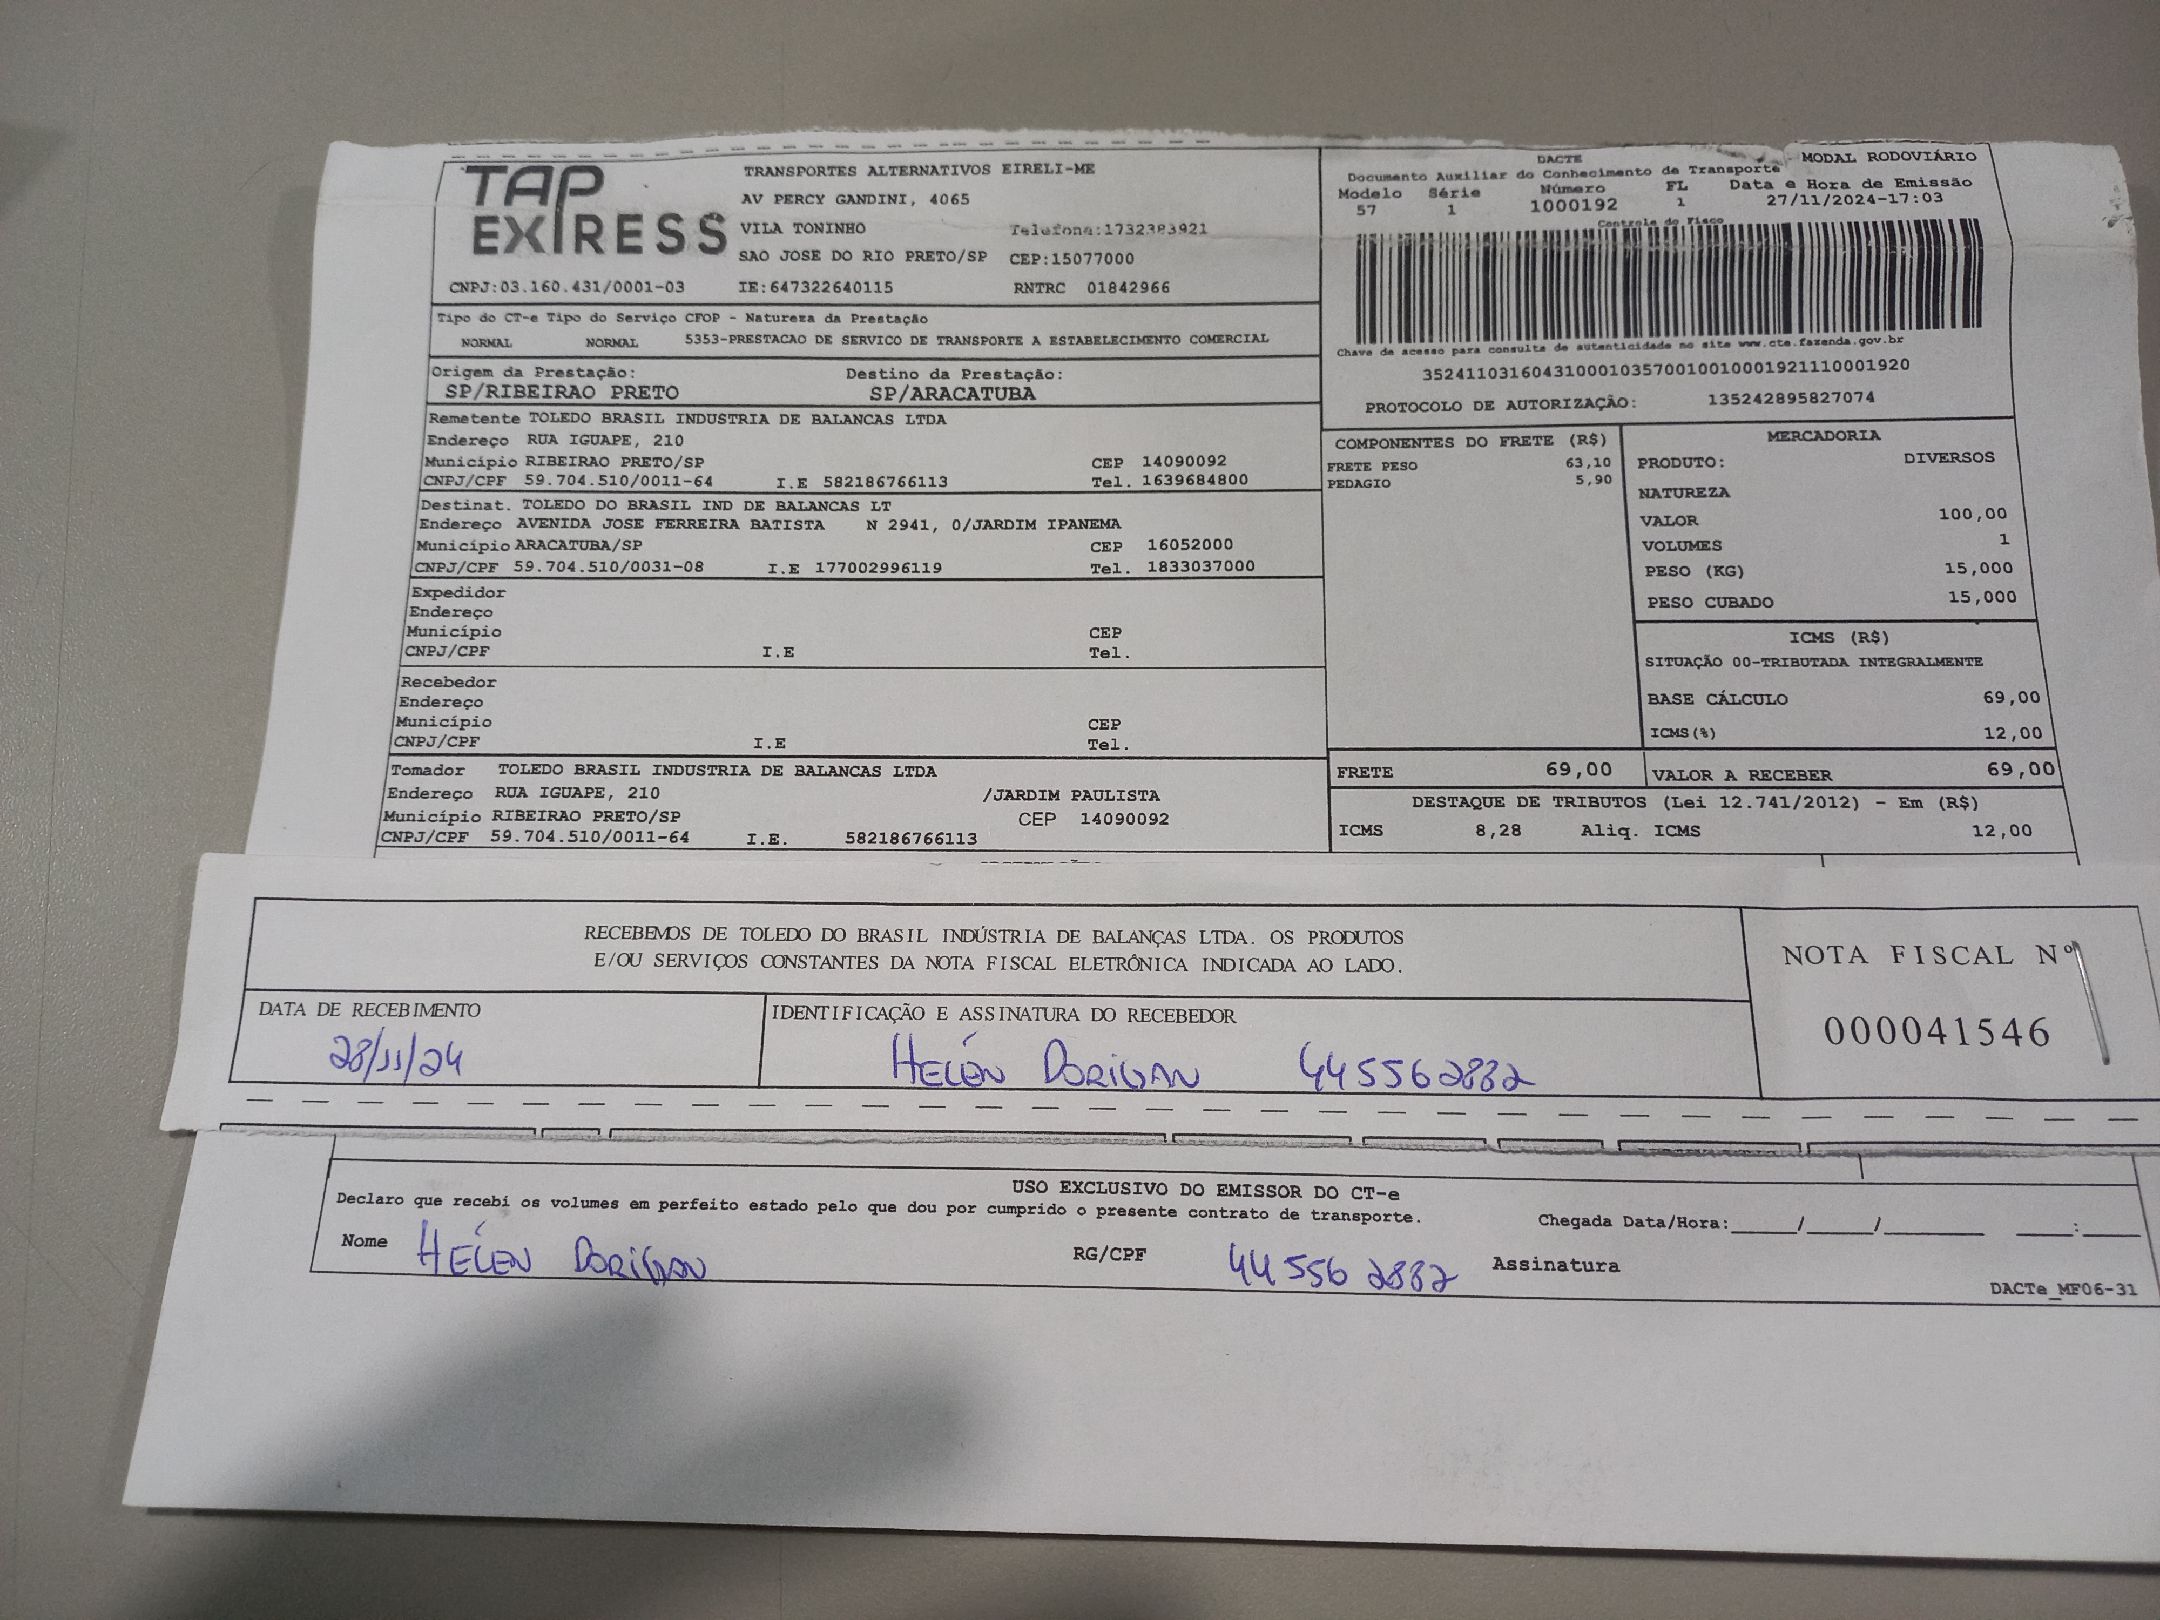 TAP
EXPRESS
TRANSPORTES ALTERNATIVOS EIRELI-ME
AV PERCY GANDINI, 4065
VILA TONINHO Telefone:1732383921
SAO JOSE DO RIO PRETO/SP CEP:15077000
CNPJ:03.160.431/0001-03 IE:647322640115 RNTRC 01842966
DACTE MODAL RODOVIÁRIO
Documento Auxiliar do Conhecimento de Transporte
Modelo Série Número FL Data e Hora de Emissão
57 1 1000192 1 27/11/2024-17:03
Controle do Fisco
Chave de acesso para consulta de autenticidade no site www.cte.fazenda.gov.br
35241103160431000103570010010001921110001920
PROTOCOLO DE AUTORIZAÇÃO: 135242895827074
Tipo do CT-e Tipo do Serviço CFOP - Natureza da Prestação
NORMAL NORMAL 5353-PRESTACAO DE SERVICO DE TRANSPORTE A ESTABELECIMENTO COMERCIAL
Origem da Prestação: Destino da Prestação:
SP/RIBEIRAO PRETO SP/ARACATUBA
Remetente TOLEDO BRASIL INDUSTRIA DE BALANCAS LTDA
Endereço RUA IGUAPE, 210
Município RIBEIRAO PRETO/SP CEP 14090092
CNPJ/CPF 59.704.510/0011-64 I.E 582186766113 Tel. 1639684800
Destinat. TOLEDO DO BRASIL IND DE BALANCAS LT
Endereço AVENIDA JOSE FERREIRA BATISTA N 2941, 0/JARDIM IPANEMA
Município ARACATUBA/SP CEP 16052000
CNPJ/CPF 59.704.510/0031-08 I.E 177002996119 Tel. 1833037000
Expedidor
Endereço
Município CEP
CNPJ/CPF I.E Tel.
Recebedor
Endereço
Município CEP
CNPJ/CPF I.E Tel.
Tomador TOLEDO BRASIL INDUSTRIA DE BALANCAS LTDA
Endereço RUA IGUAPE, 210 /JARDIM PAULISTA
Município RIBEIRAO PRETO/SP CEP 14090092
CNPJ/CPF 59.704.510/0011-64 I.E. 582186766113
COMPONENTES DO FRETE (R$)
FRETE PESO 63,10
PEDAGIO 5,90
MERCADORIA
PRODUTO: DIVERSOS
NATUREZA
VALOR 100,00
VOLUMES 1
PESO (KG) 15,000
PESO CUBADO 15,000
ICMS (R$)
SITUAÇÃO 00-TRIBUTADA INTEGRALMENTE
BASE CÁLCULO 69,00
ICMS(%) 12,00
FRETE 69,00 VALOR A RECEBER 69,00
DESTAQUE DE TRIBUTOS (Lei 12.741/2012) - Em (R$)
ICMS 8,28 Aliq. ICMS 12,00
RECEBEMOS DE TOLEDO DO BRASIL INDÚSTRIA DE BALANÇAS LTDA. OS PRODUTOS
E/OU SERVIÇOS CONSTANTES DA NOTA FISCAL ELETRÔNICA INDICADA AO LADO.
NOTA FISCAL Nº
000041546
DATA DE RECEBIMENTO IDENTIFICAÇÃO E ASSINATURA DO RECEBEDOR
28/11/24 HELEN DORIGAN 445562882
USO EXCLUSIVO DO EMISSOR DO CT-e
Declaro que recebi os volumes em perfeito estado pelo que dou por cumprido o presente contrato de transporte.
Chegada Data/Hora:_____/_____/_______ ____:____
Nome HELEN DORIGAN RG/CPF 445562882 Assinatura
DACTe_MF06-31